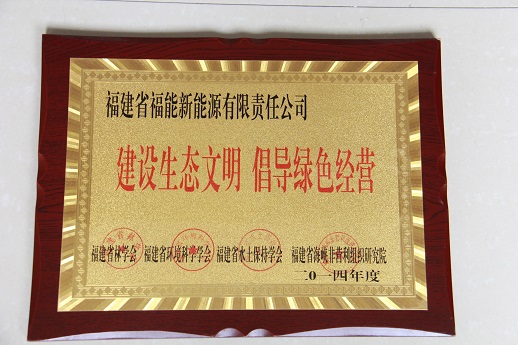 福建省福能新能源有限责任公司
建设生态文明 倡导绿色经营
福建省林学会 福建省环境科学学会 福建省水土保持学会 福建省海峡非营利组织研究院
二〇一四年度